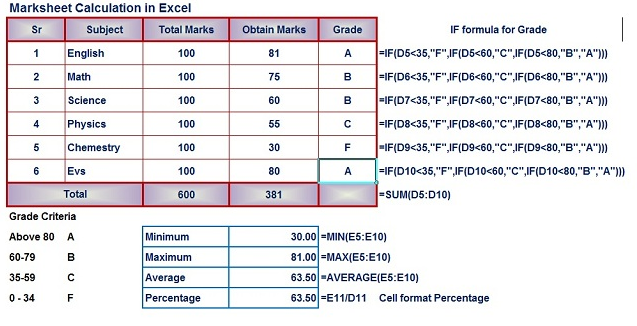 Marksheet Calculation in Excel
Sr Subject Total Marks Obtain Marks Grade IF formula for Grade
1 English 100 81 A =IF(D5<35,"F",IF(D5<60,"C",IF(D5<80,"B","A")))
2 Math 100 75 B =IF(D6<35,"F",IF(D6<60,"C",IF(D6<80,"B","A")))
3 Science 100 60 B =IF(D7<35,"F",IF(D7<60,"C",IF(D7<80,"B","A")))
4 Physics 100 55 C =IF(D8<35,"F",IF(D8<60,"C",IF(D8<80,"B","A")))
5 Chemestry 100 30 F =IF(D9<35,"F",IF(D9<60,"C",IF(D9<80,"B","A")))
6 Evs 100 80 A =IF(D10<35,"F",IF(D10<60,"C",IF(D10<80,"B","A")))
Total 600 381 =SUM(D5:D10)
Grade Criteria
Above 80 A Minimum 30.00 =MIN(E5:E10)
60-79 B Maximum 81.00 =MAX(E5:E10)
35-59 C Average 63.50 =AVERAGE(E5:E10)
0 - 34 F Percentage 63.50 =E11/D11 Cell format Percentage